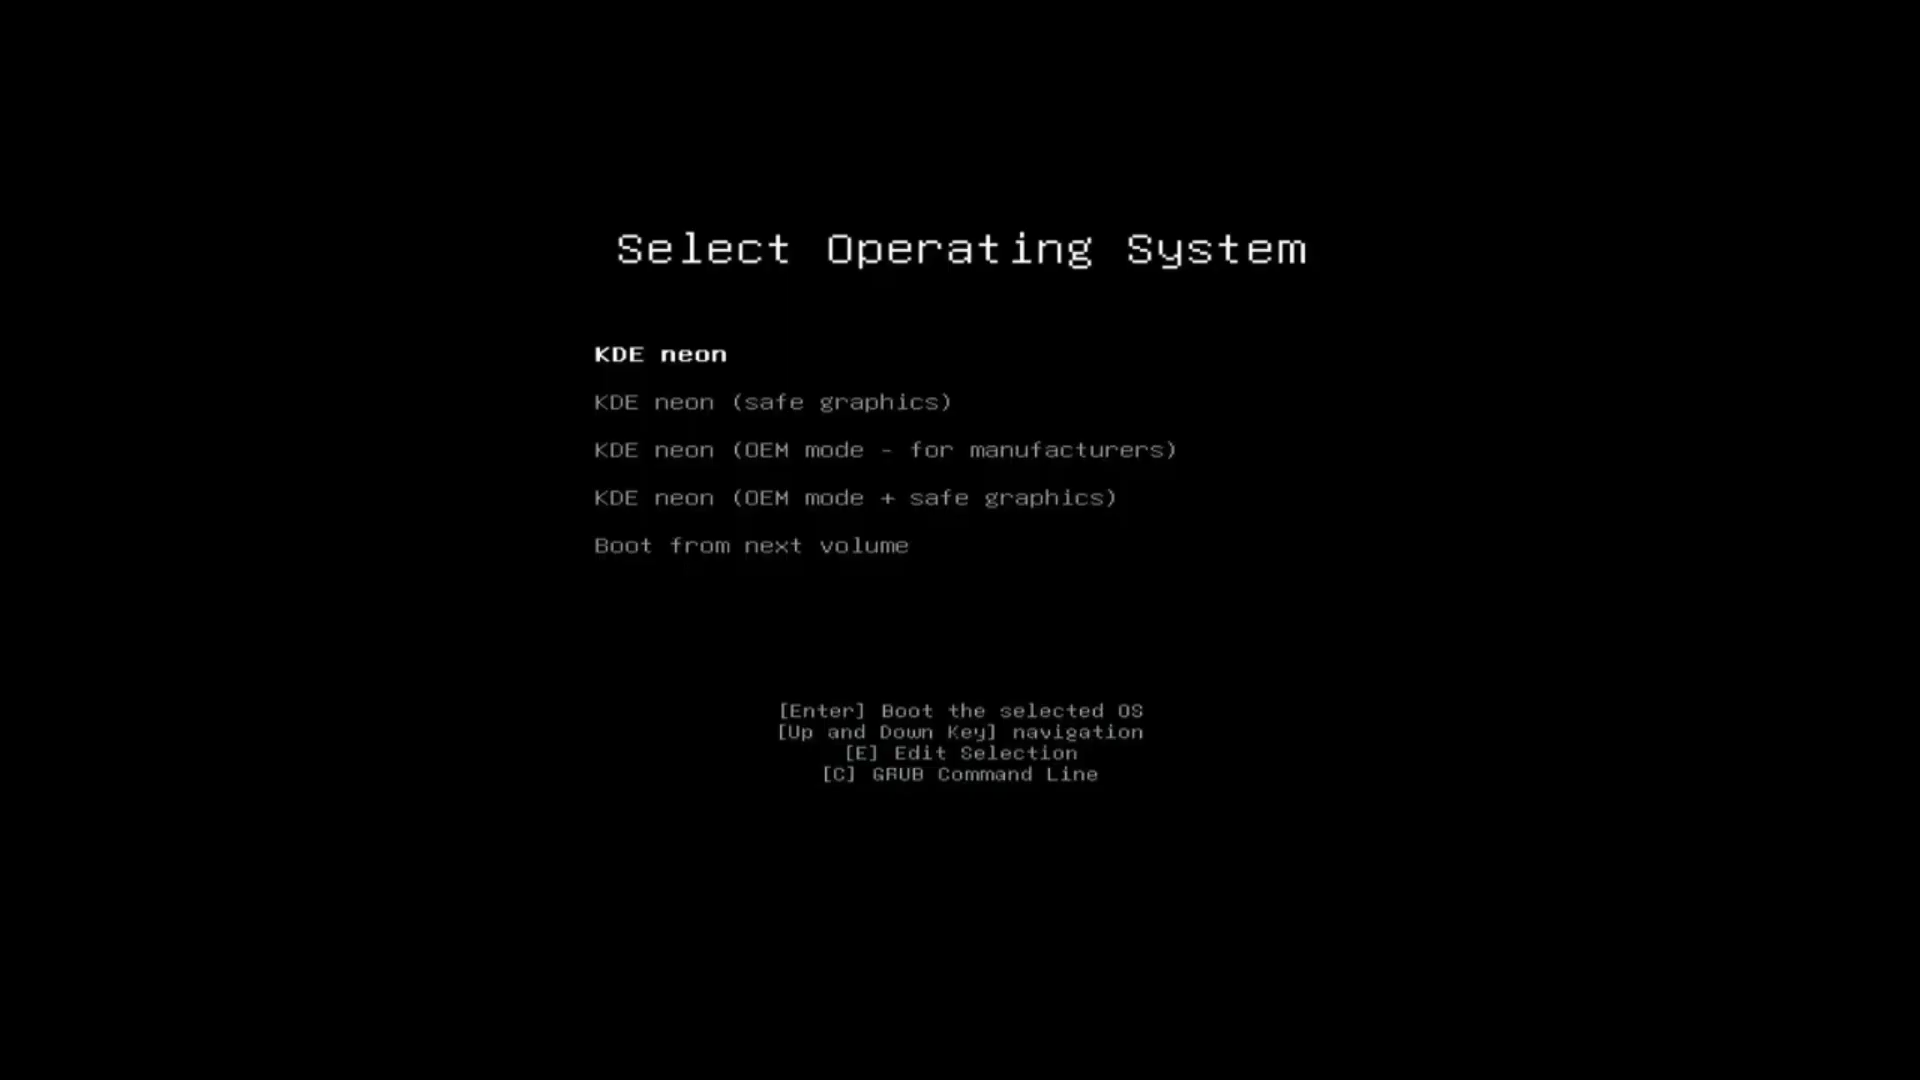 Select Operating System
KDE neon
KDE neon (safe graphics)
KDE neon (OEM mode - for manufacturers)
KDE neon (OEM mode + safe graphics)
Boot from next volume
[Enter] Boot the selected OS
[Up and Down Key] navigation
[E] Edit Selection
[C] GRUB Command Line